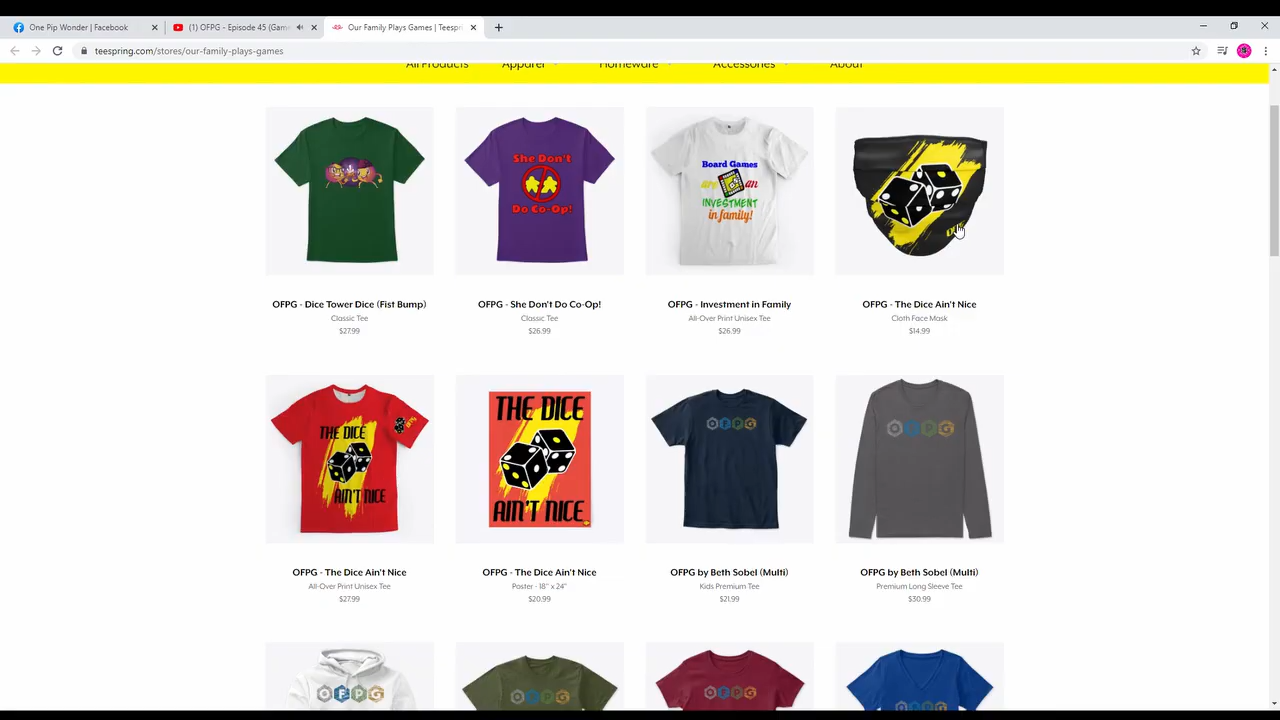 One Pip Wonder | Facebook
(1) OFPG - Episode 45 (Gam
Our Family Plays Games | Teespr
teespring.com/stores/our-family-plays-games
All Products
Apparel
Homeware
Accessories
About
She Don't
Do Co-Op!
Board Games
are an
INVESTMENT
in family!
OFPG - Dice Tower Dice (Fist Bump)
Classic Tee
$27.99
OFPG - She Don't Do Co-Op!
Classic Tee
$26.99
OFPG - Investment in Family
All-Over Print Unisex Tee
$26.99
OFPG - The Dice Ain't Nice
Cloth Face Mask
$14.99
THE DICE
AIN'T NICE
THE DICE
AIN'T NICE
OFPG
OFPG
OFPG - The Dice Ain't Nice
All-Over Print Unisex Tee
$27.99
OFPG - The Dice Ain't Nice
Poster - 18" x 24"
$20.99
OFPG by Beth Sobel (Multi)
Kids Premium Tee
$21.99
OFPG by Beth Sobel (Multi)
Premium Long Sleeve Tee
$30.99
OFPG
OFPG
OFPG
OFPG